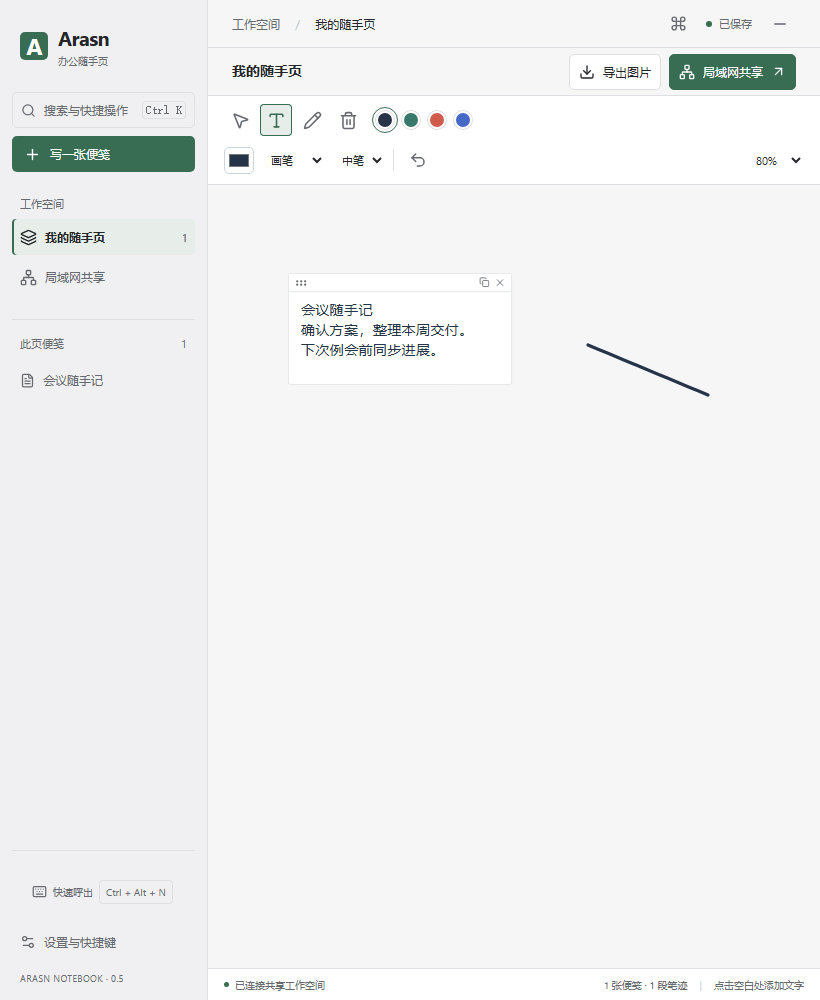 A Arasn
办公随手页
搜索与快捷操作 Ctrl K
写一张便笺
工作空间
我的随手页 1
局域网共享
此页便笺 1
会议随手记
快速呼出 Ctrl + Alt + N
设置与快捷键
ARASN NOTEBOOK · 0.5
工作空间 / 我的随手页
已保存
我的随手页
导出图片
局域网共享
画笔
中笔
80%
会议随手记
确认方案，整理本周交付。
下次例会前同步进展。
已连接共享工作空间
1 张便笺 · 1 段笔迹 | 点击空白处添加文字